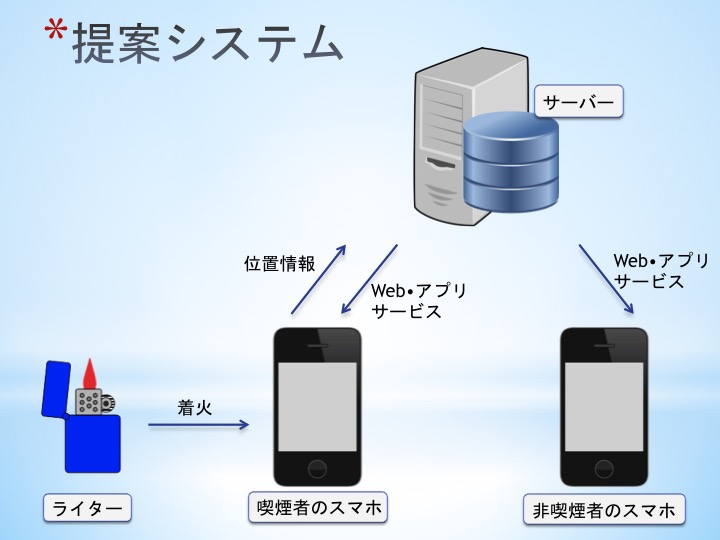 *提案システム
サーバー
位置情報
Web•アプリ
サービス
Web•アプリ
サービス
着火
ライター
喫煙者のスマホ
非喫煙者のスマホ